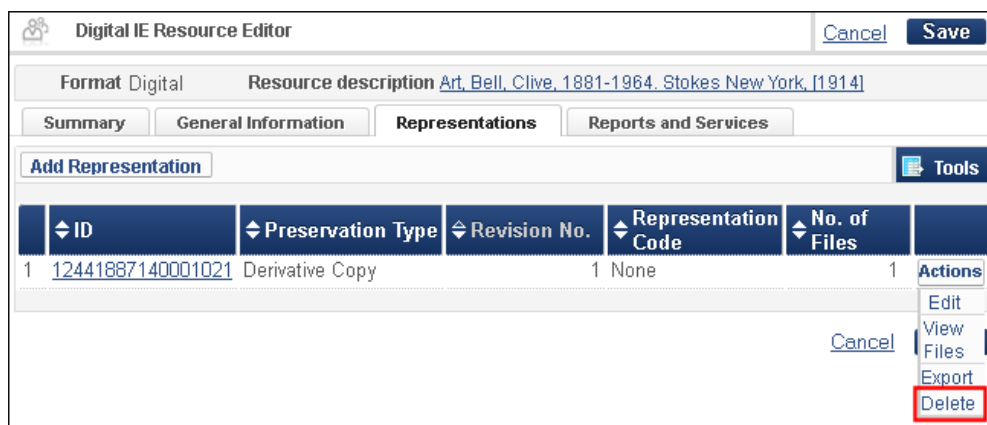 Digital IE Resource Editor Cancel Save
Format Digital Resource description Art, Bell, Clive, 1881-1964. Stokes New York, [1914]
Summary General Information Representations Reports and Services
Add Representation Tools
ID Preservation Type Revision No. Representation Code No. of Files
1 12441887140001021 Derivative Copy 1 None 1 Actions
Edit
View Files
Cancel
Export
Delete